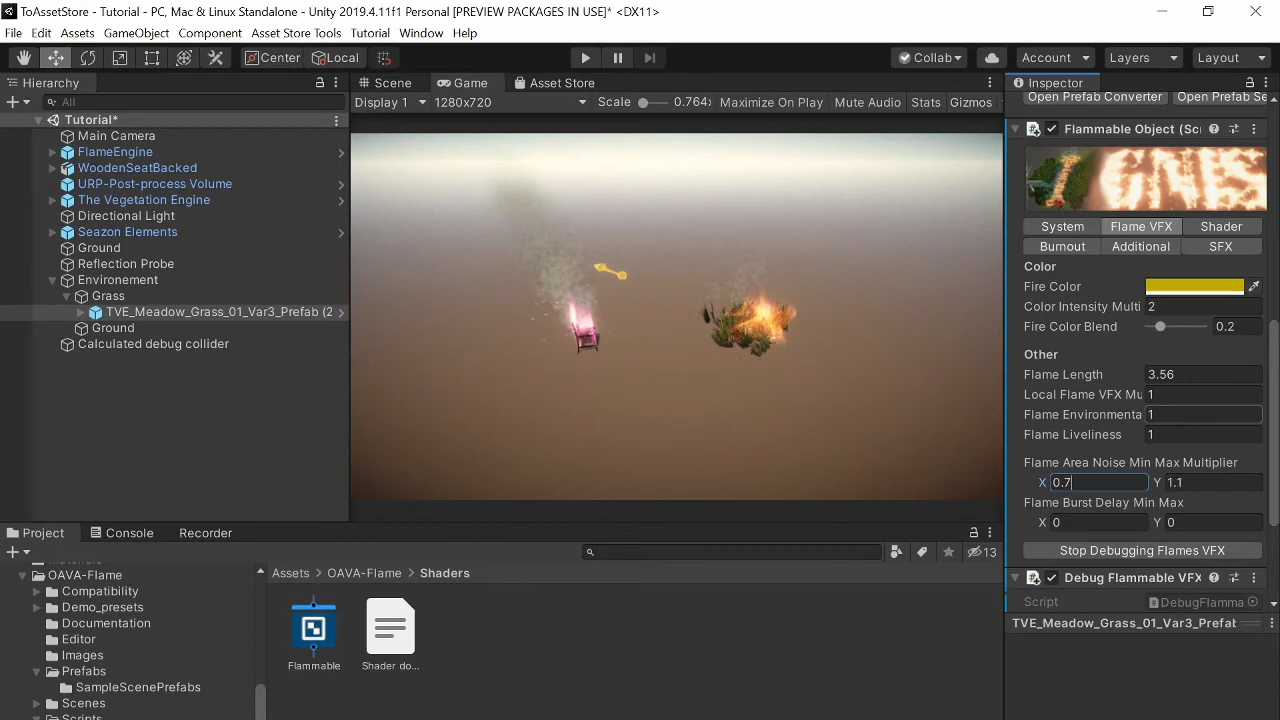 ToAssetStore - Tutorial - PC, Mac & Linux Standalone - Unity 2019.4.11f1 Personal [PREVIEW PACKAGES IN USE]* <DX11>
File Edit Assets GameObject Component Asset Store Tools Tutorial Window Help
Center Local Collab Account Layers Layout
Hierarchy Scene Game Asset Store Inspector
All Display 1 1280x720 Scale 0.764x Maximize On Play Mute Audio Stats Gizmos Open Prefab Converter Open Prefab Se
Tutorial*
Main Camera
FlameEngine
WoodenSeatBacked
URP-Post-process Volume
The Vegetation Engine
Directional Light
Seazon Elements
Ground
Reflection Probe
Environement
Grass
TVE_Meadow_Grass_01_Var3_Prefab (2
Ground
Calculated debug collider
Flammable Object (Scr
System Flame VFX Shader
Burnout Additional SFX
Color
Fire Color
Color Intensity Multi 2
Fire Color Blend 0.2
Other
Flame Length 3.56
Local Flame VFX Mu 1
Flame Environmenta 1
Flame Liveliness 1
Flame Area Noise Min Max Multiplier
X 0.7 Y 1.1
Flame Burst Delay Min Max
X 0 Y 0
Stop Debugging Flames VFX
Debug Flammable VFX
Script DebugFlamma
TVE_Meadow_Grass_01_Var3_Prefat
Project Console Recorder
13
Assets > OAVA-Flame > Shaders
OAVA-Flame
Compatibility
Demo_presets
Documentation
Editor
Images
Prefabs
SampleScenePrefabs
Scenes
Scripts
Flammable
Shader do...